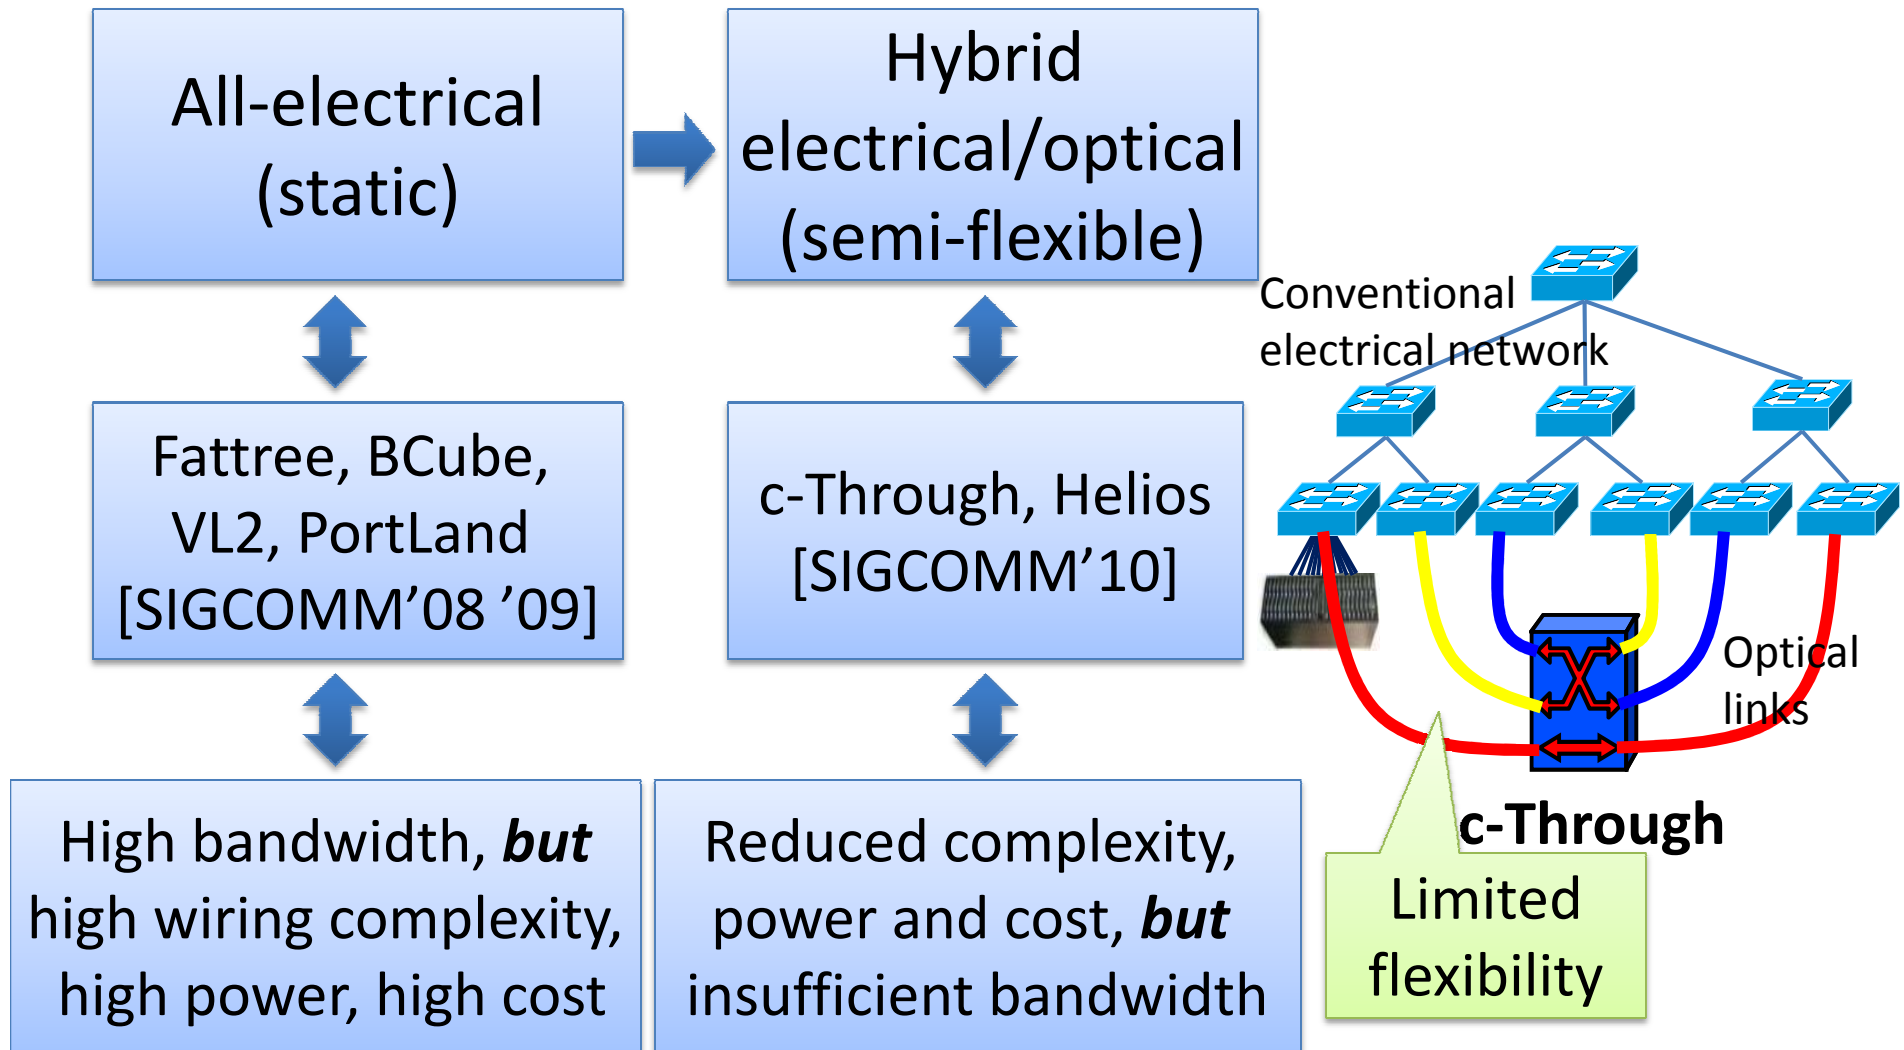 All-electrical
(static)
Hybrid
electrical/optical
(semi-flexible)
Conventional
electrical network
Fattree, BCube,
VL2, PortLand
[SIGCOMM’08 ’09]
c-Through, Helios
[SIGCOMM’10]
Optical
links
c-Through
High bandwidth, but
high wiring complexity,
high power, high cost
Reduced complexity,
power and cost, but
insufficient bandwidth
Limited
flexibility